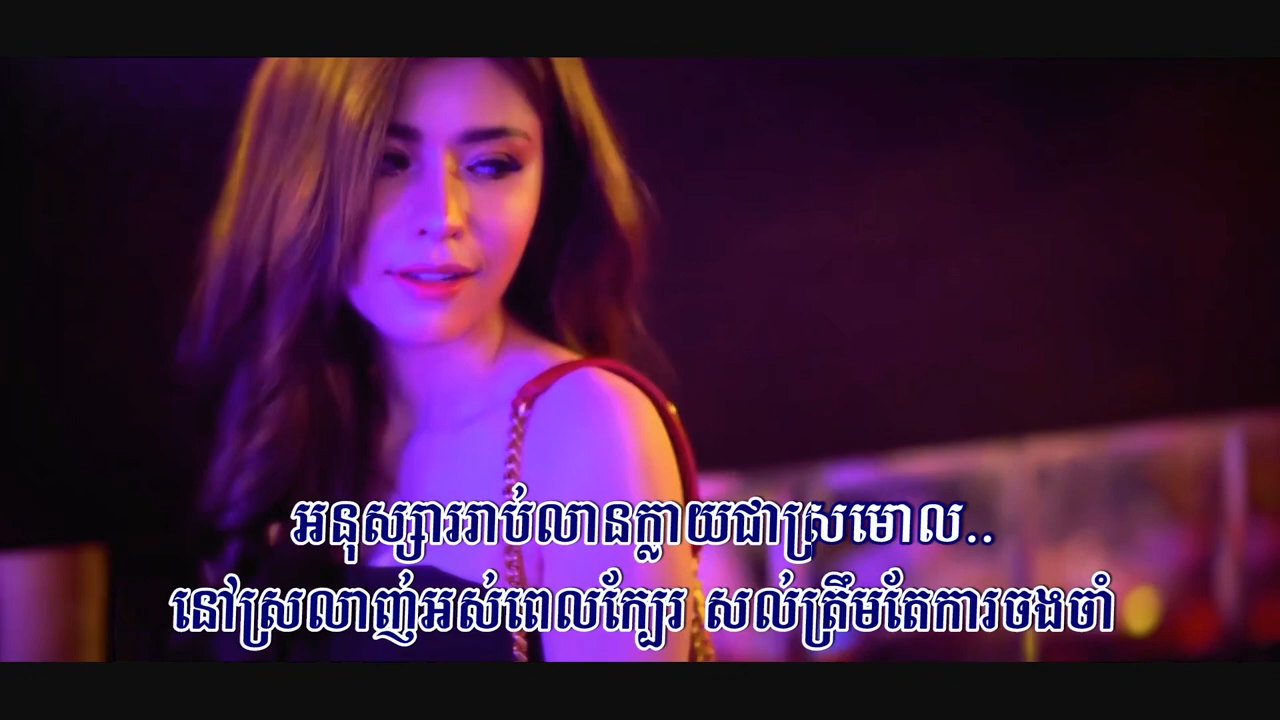 អនុស្សាររាប់លានក្លាយជាស្រមោល..
នៅស្រលាញ់អស់ពេលក្បែរ សល់ត្រឹមតែការចងចាំ